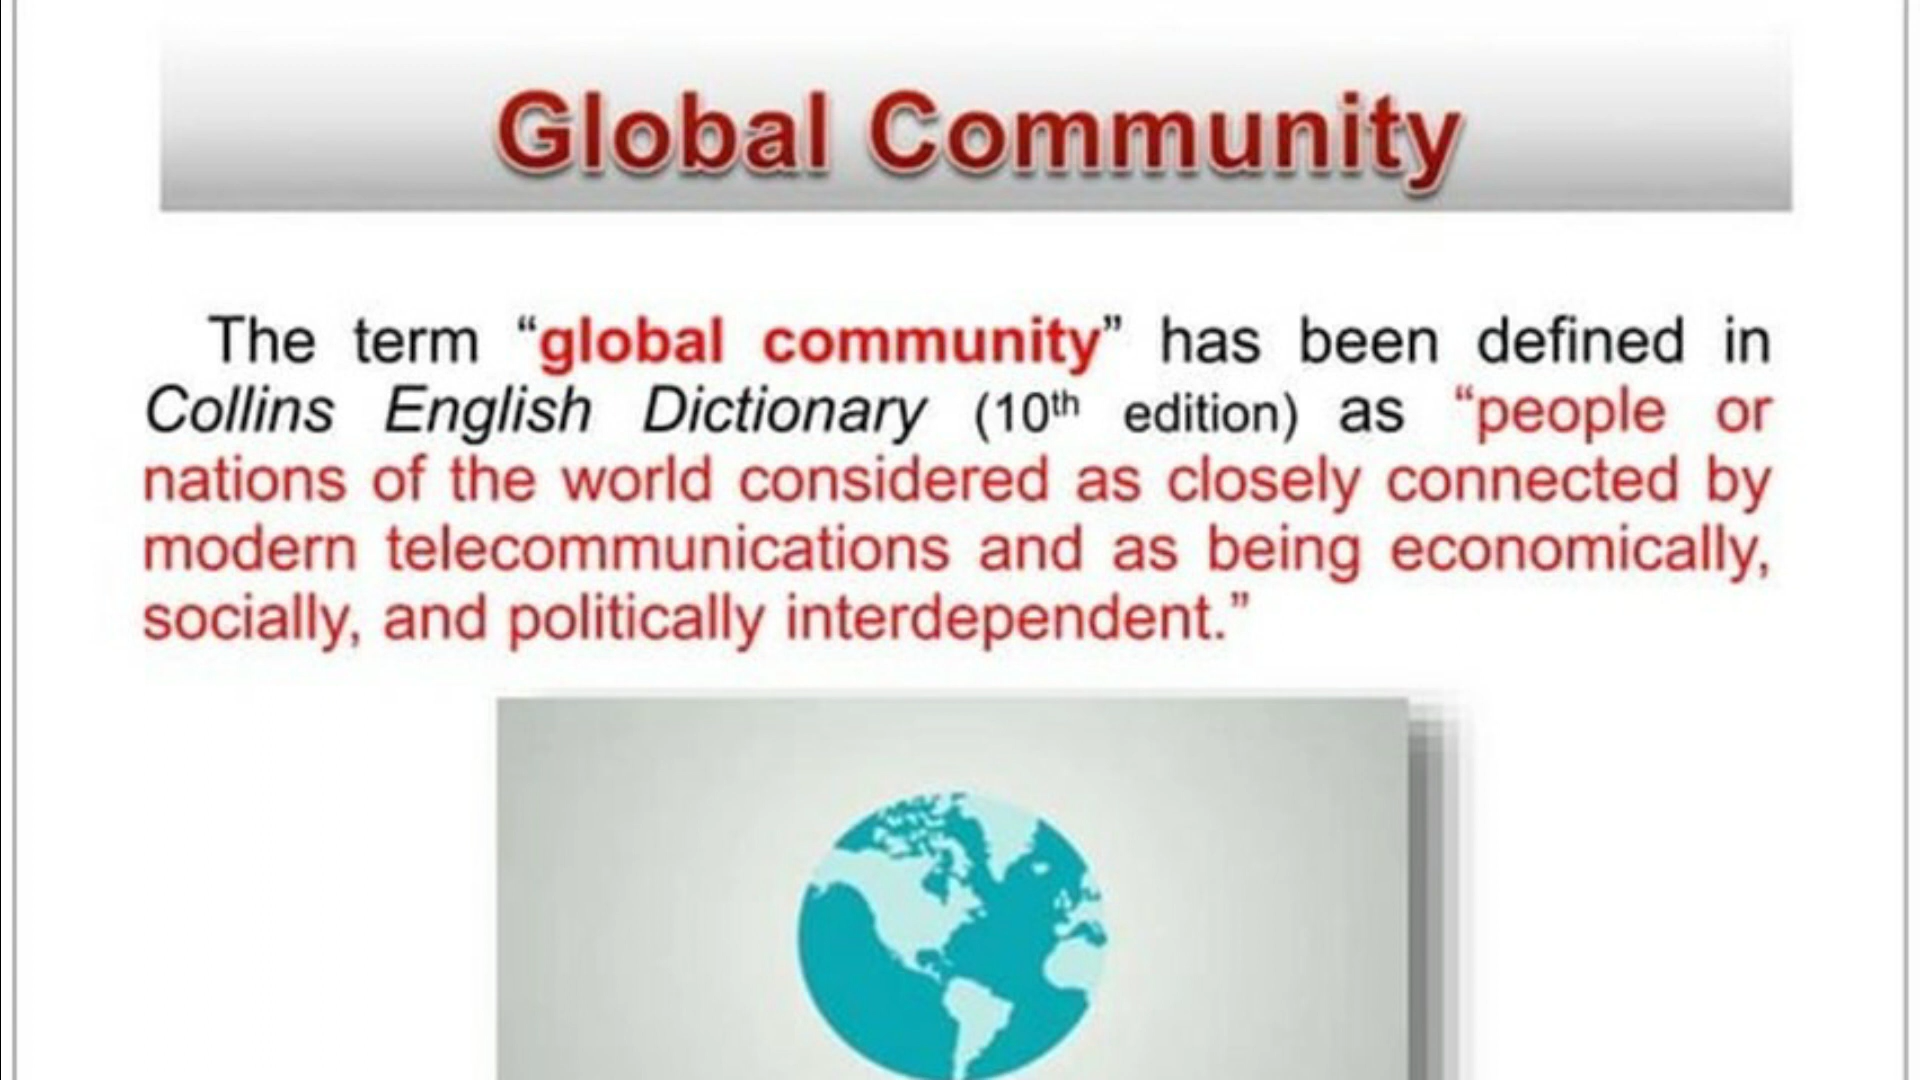 Global Community
The term “global community” has been defined in
Collins English Dictionary (10th edition) as “people or
nations of the world considered as closely connected by
modern telecommunications and as being economically,
socially, and politically interdependent.”